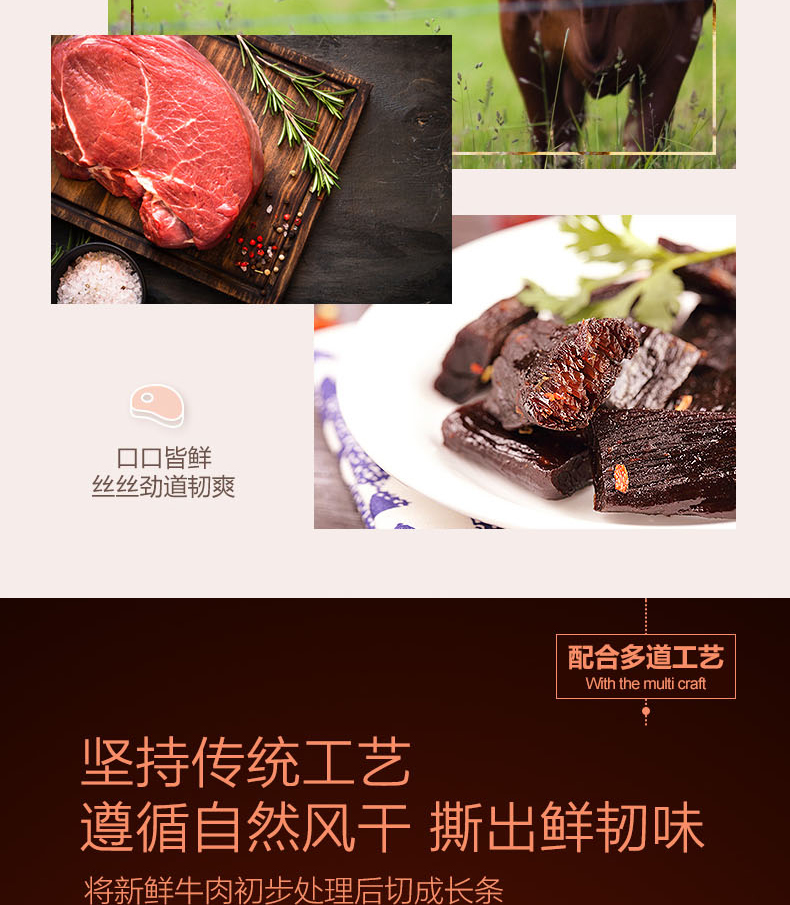 口口皆鲜
丝丝劲道韧爽
配合多道工艺
With the multi craft
坚持传统工艺
遵循自然风干 撕出鲜韧味
将新鲜牛肉初步处理后切成长条